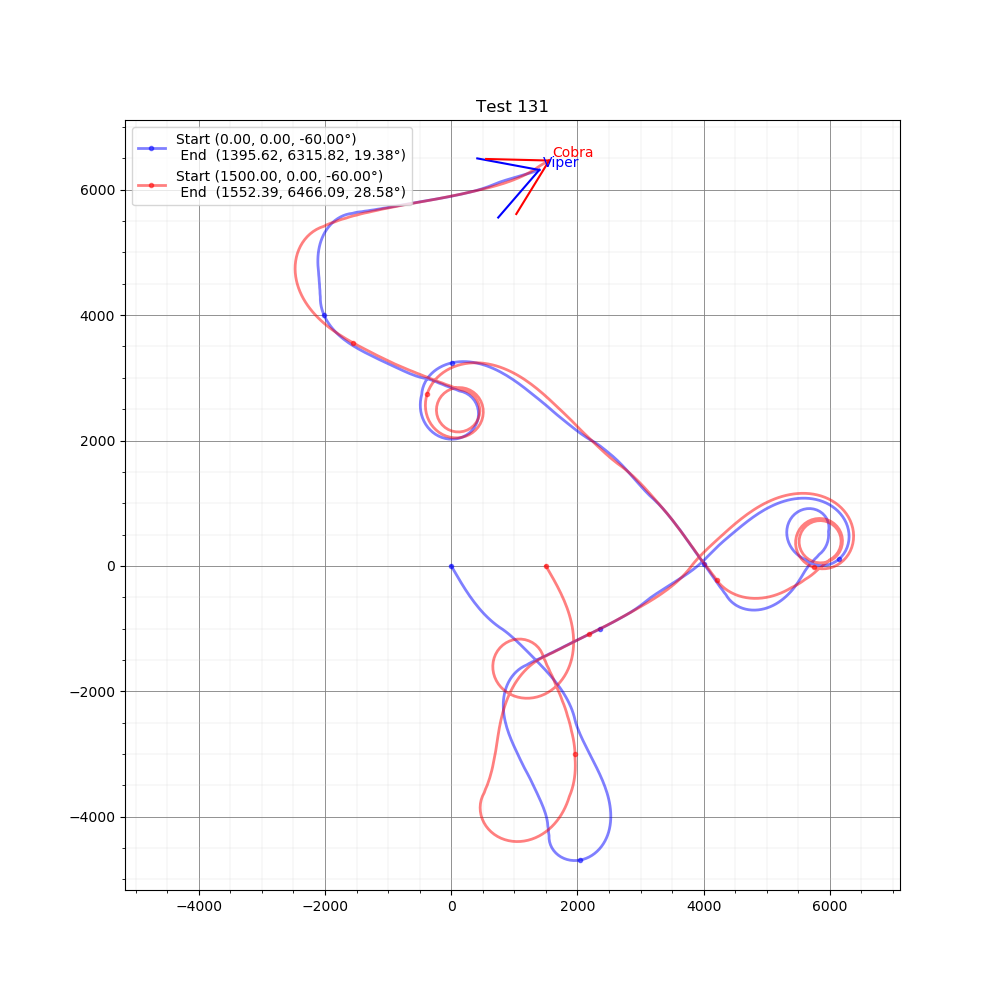 Test 131
Start (0.00, 0.00, -60.00°)
End (1395.62, 6315.82, 19.38°)
Start (1500.00, 0.00, -60.00°)
End (1552.39, 6466.09, 28.58°)
Cobra
Viper
6000
4000
2000
0
−2000
−4000
−4000
−2000
0
2000
4000
6000